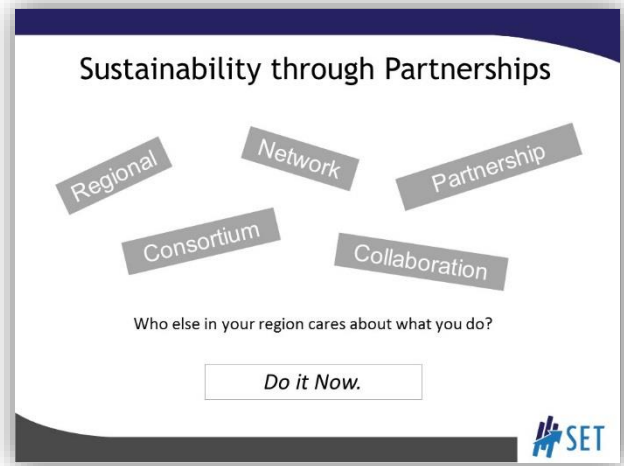 Sustainability through Partnerships
Regional
Network
Partnership
Consortium
Collaboration
Who else in your region cares about what you do?
Do it Now.
SET